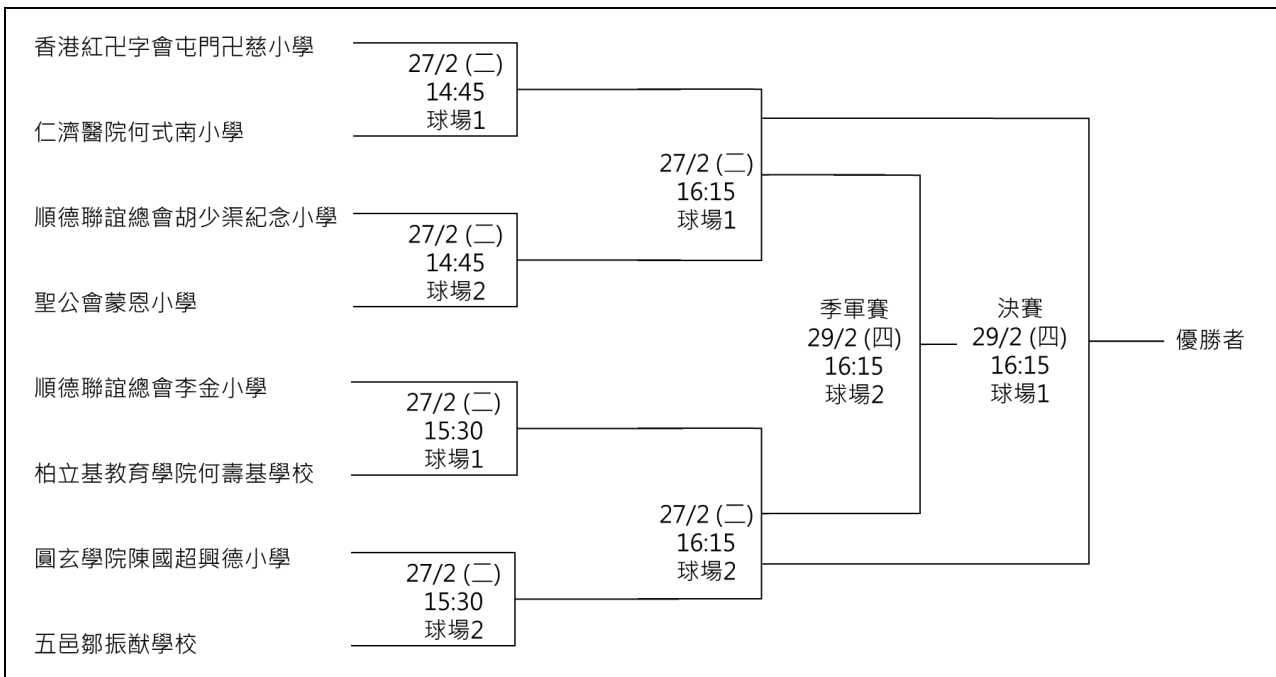 香港紅卍字會屯門卍慈小學
27/2 (二)
14:45
球場1
仁濟醫院何式南小學
27/2 (二)
16:15
球場1
順德聯誼總會胡少渠紀念小學
27/2 (二)
14:45
球場2
聖公會蒙恩小學
季軍賽
29/2 (四)
16:15
球場2
決賽
29/2 (四)
16:15
球場1
優勝者
順德聯誼總會李金小學
27/2 (二)
15:30
球場1
柏立基教育學院何壽基學校
27/2 (二)
16:15
球場2
圓玄學院陳國超興德小學
27/2 (二)
15:30
球場2
五邑鄒振猷學校